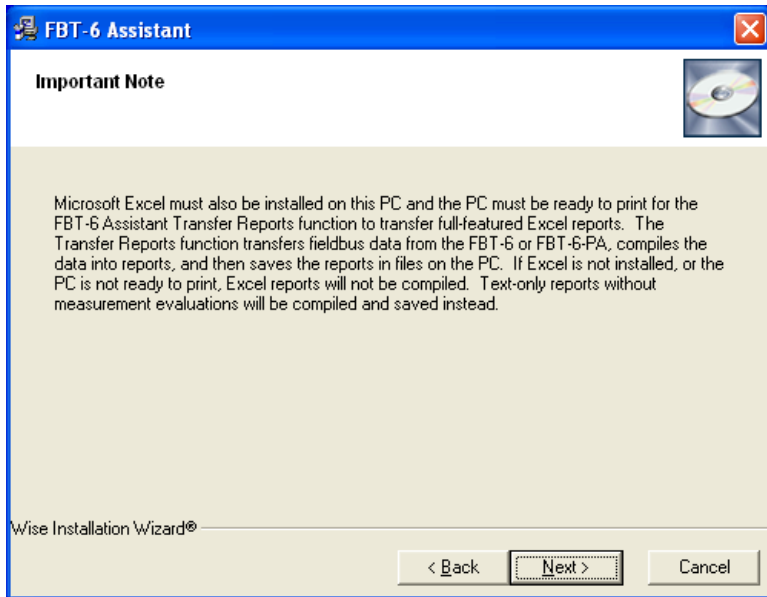 FBT-6 Assistant
Important Note
Microsoft Excel must also be installed on this PC and the PC must be ready to print for the
FBT-6 Assistant Transfer Reports function to transfer full-featured Excel reports.  The
Transfer Reports function transfers fieldbus data from the FBT-6 or FBT-6-PA, compiles the
data into reports, and then saves the reports in files on the PC.  If Excel is not installed, or the
PC is not ready to print, Excel reports will not be compiled.  Text-only reports without
measurement evaluations will be compiled and saved instead.
Wise Installation Wizard®
< Back Next > Cancel